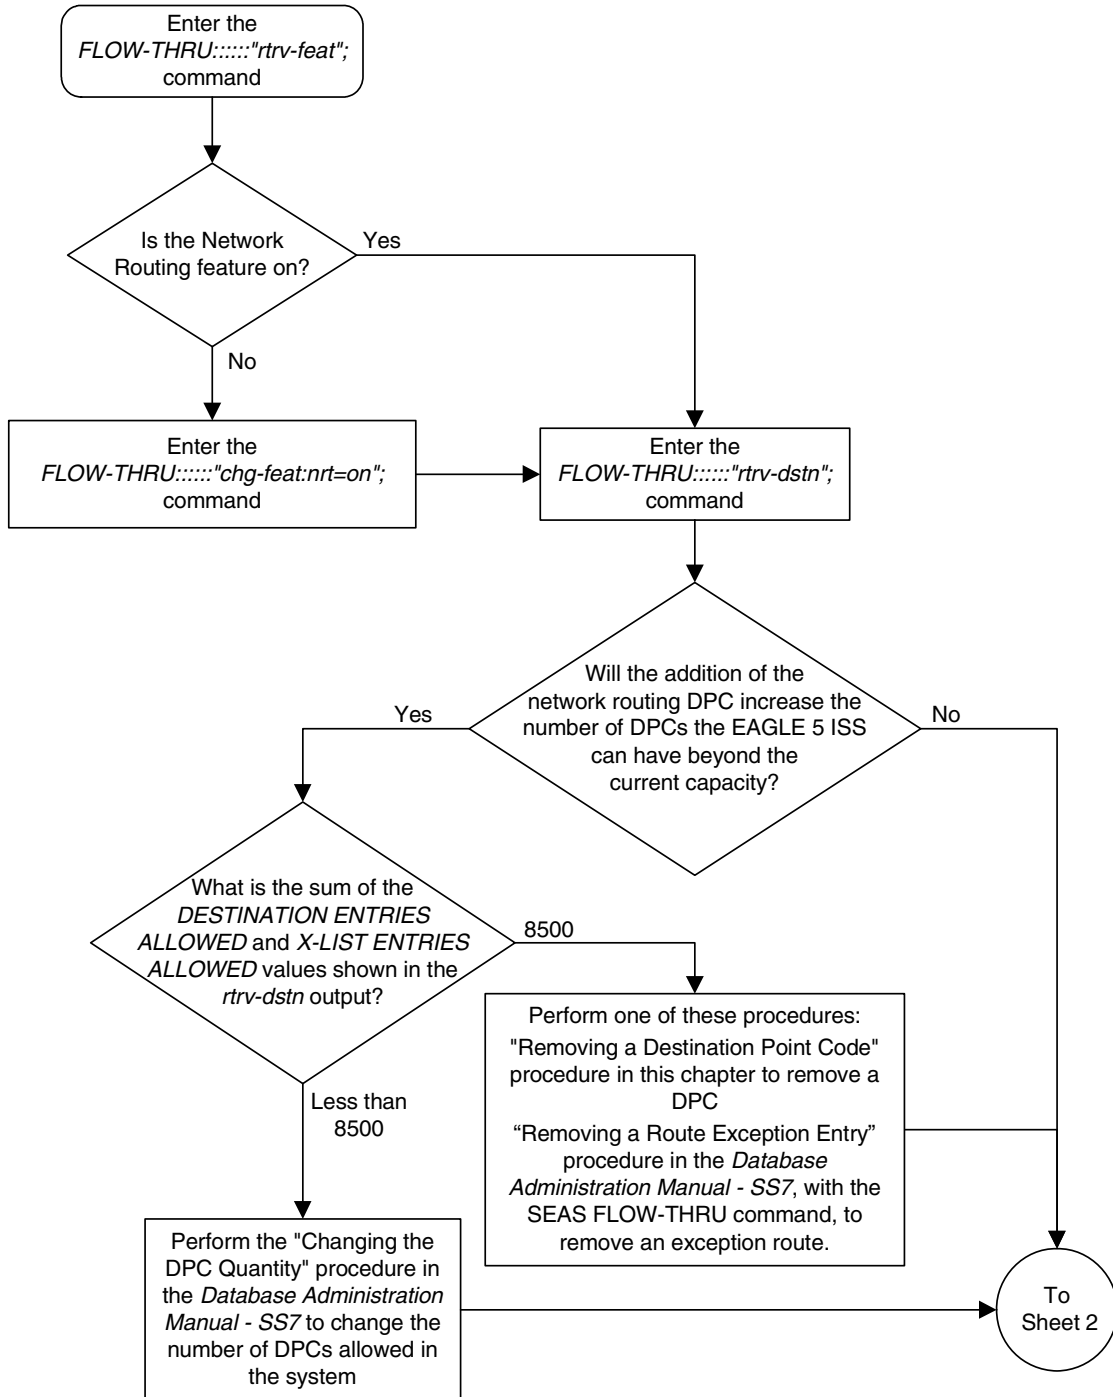 Enter the
FLOW-THRU::::::"rtrv-feat";
command
Is the Network
Routing feature on?
Yes
No
Enter the
FLOW-THRU::::::"chg-feat:nrt=on";
command
Enter the
FLOW-THRU::::::"rtrv-dstn";
command
Will the addition of the
network routing DPC increase the
number of DPCs the EAGLE 5 ISS
can have beyond the
current capacity?
Yes
No
What is the sum of the
DESTINATION ENTRIES
ALLOWED and X-LIST ENTRIES
ALLOWED values shown in the
rtrv-dstn output?
8500
Less than
8500
Perform one of these procedures:
"Removing a Destination Point Code"
procedure in this chapter to remove a
DPC
“Removing a Route Exception Entry”
procedure in the Database
Administration Manual - SS7, with the
SEAS FLOW-THRU command, to
remove an exception route.
Perform the "Changing the
DPC Quantity" procedure in
the Database Administration
Manual - SS7 to change the
number of DPCs allowed in
the system
To
Sheet 2